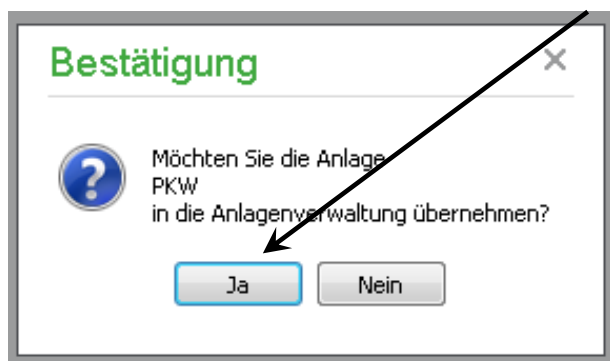 Bestätigung
Möchten Sie die Anlage
PKW
in die Anlagenverwaltung übernehmen?
Ja
Nein